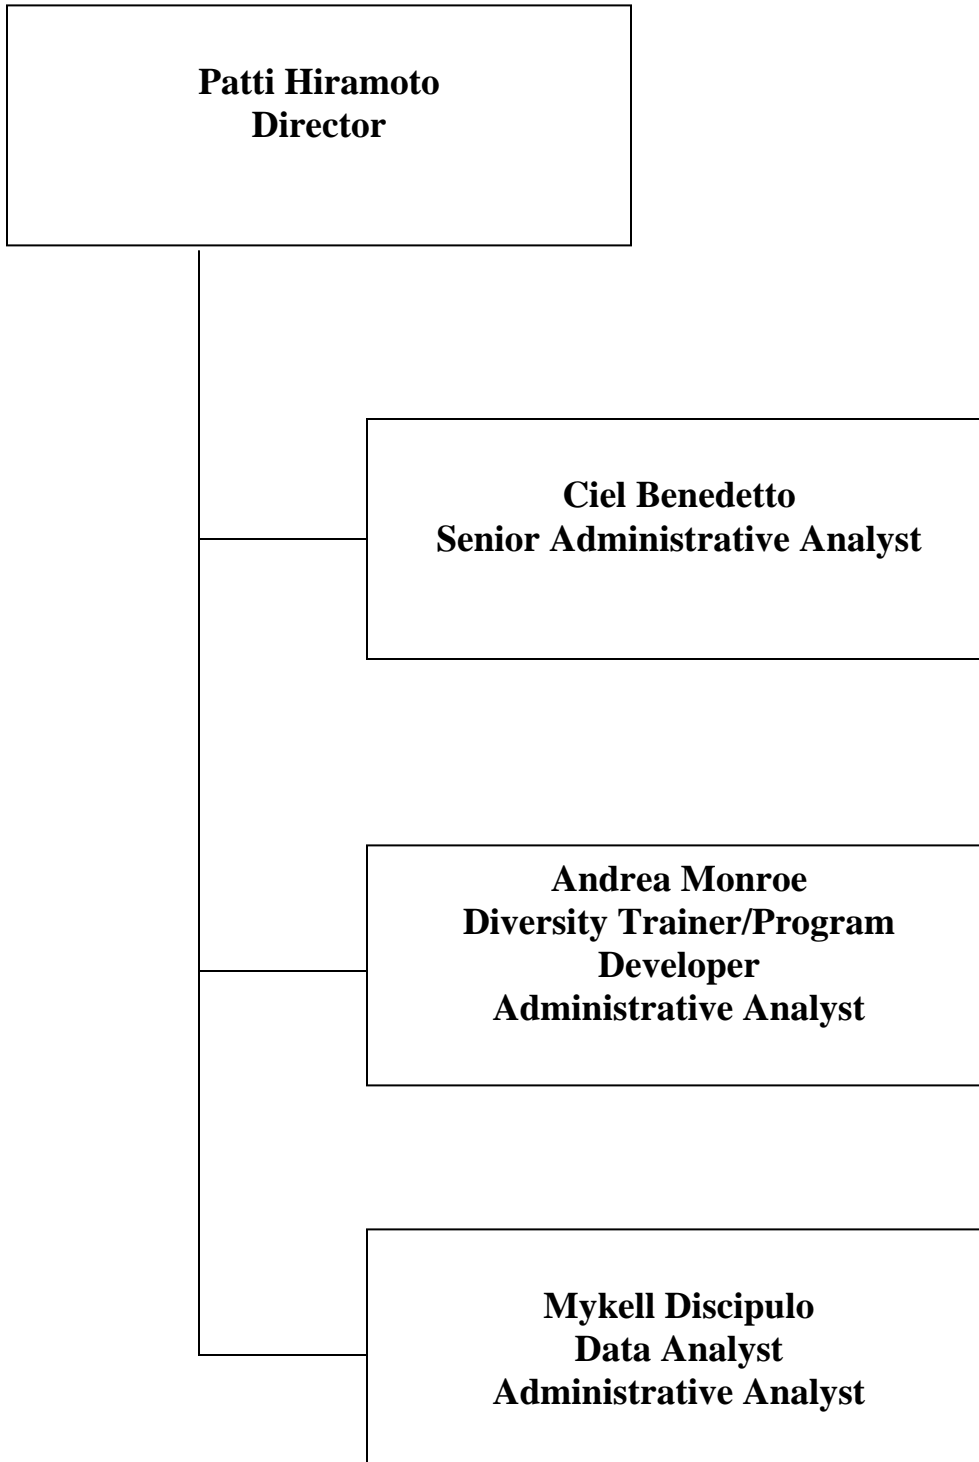 Patti Hiramoto
Director
Ciel Benedetto
Senior Administrative Analyst
Andrea Monroe
Diversity Trainer/Program
Developer
Administrative Analyst
Mykell Discipulo
Data Analyst
Administrative Analyst